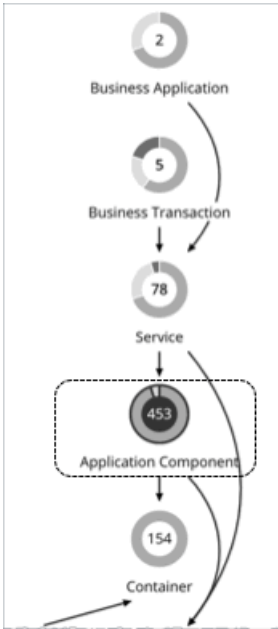 2
Business Application
5
Business Transaction
78
Service
453
Application Component
154
Container